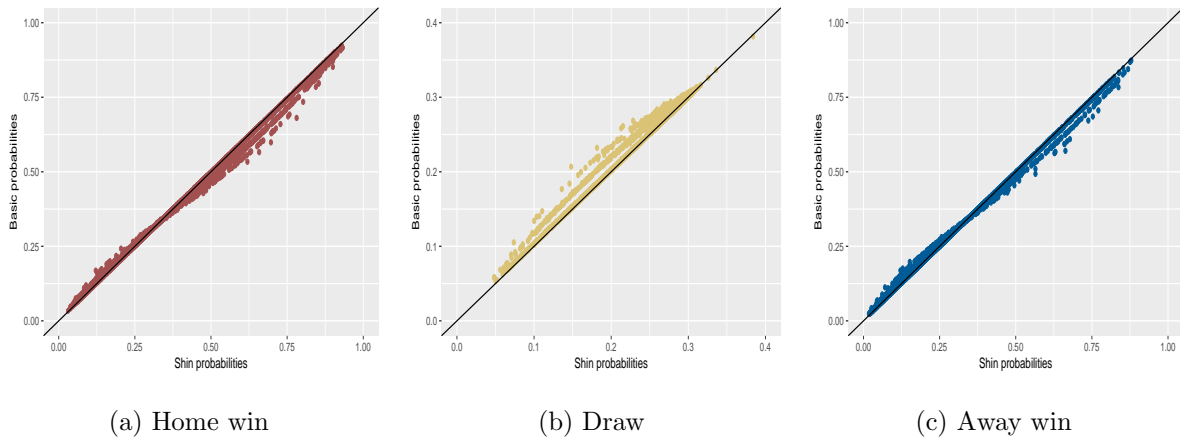 Basic probabilities
1.00
0.75
0.50
0.25
0.00
0.00 0.25 0.50 0.75 1.00
Shin probabilities
(a) Home win
Basic probabilities
0.4
0.3
0.2
0.1
0.0
0.0 0.1 0.2 0.3 0.4
Shin probabilities
(b) Draw
Basic probabilities
1.00
0.75
0.50
0.25
0.00
0.00 0.25 0.50 0.75 1.00
Shin probabilities
(c) Away win